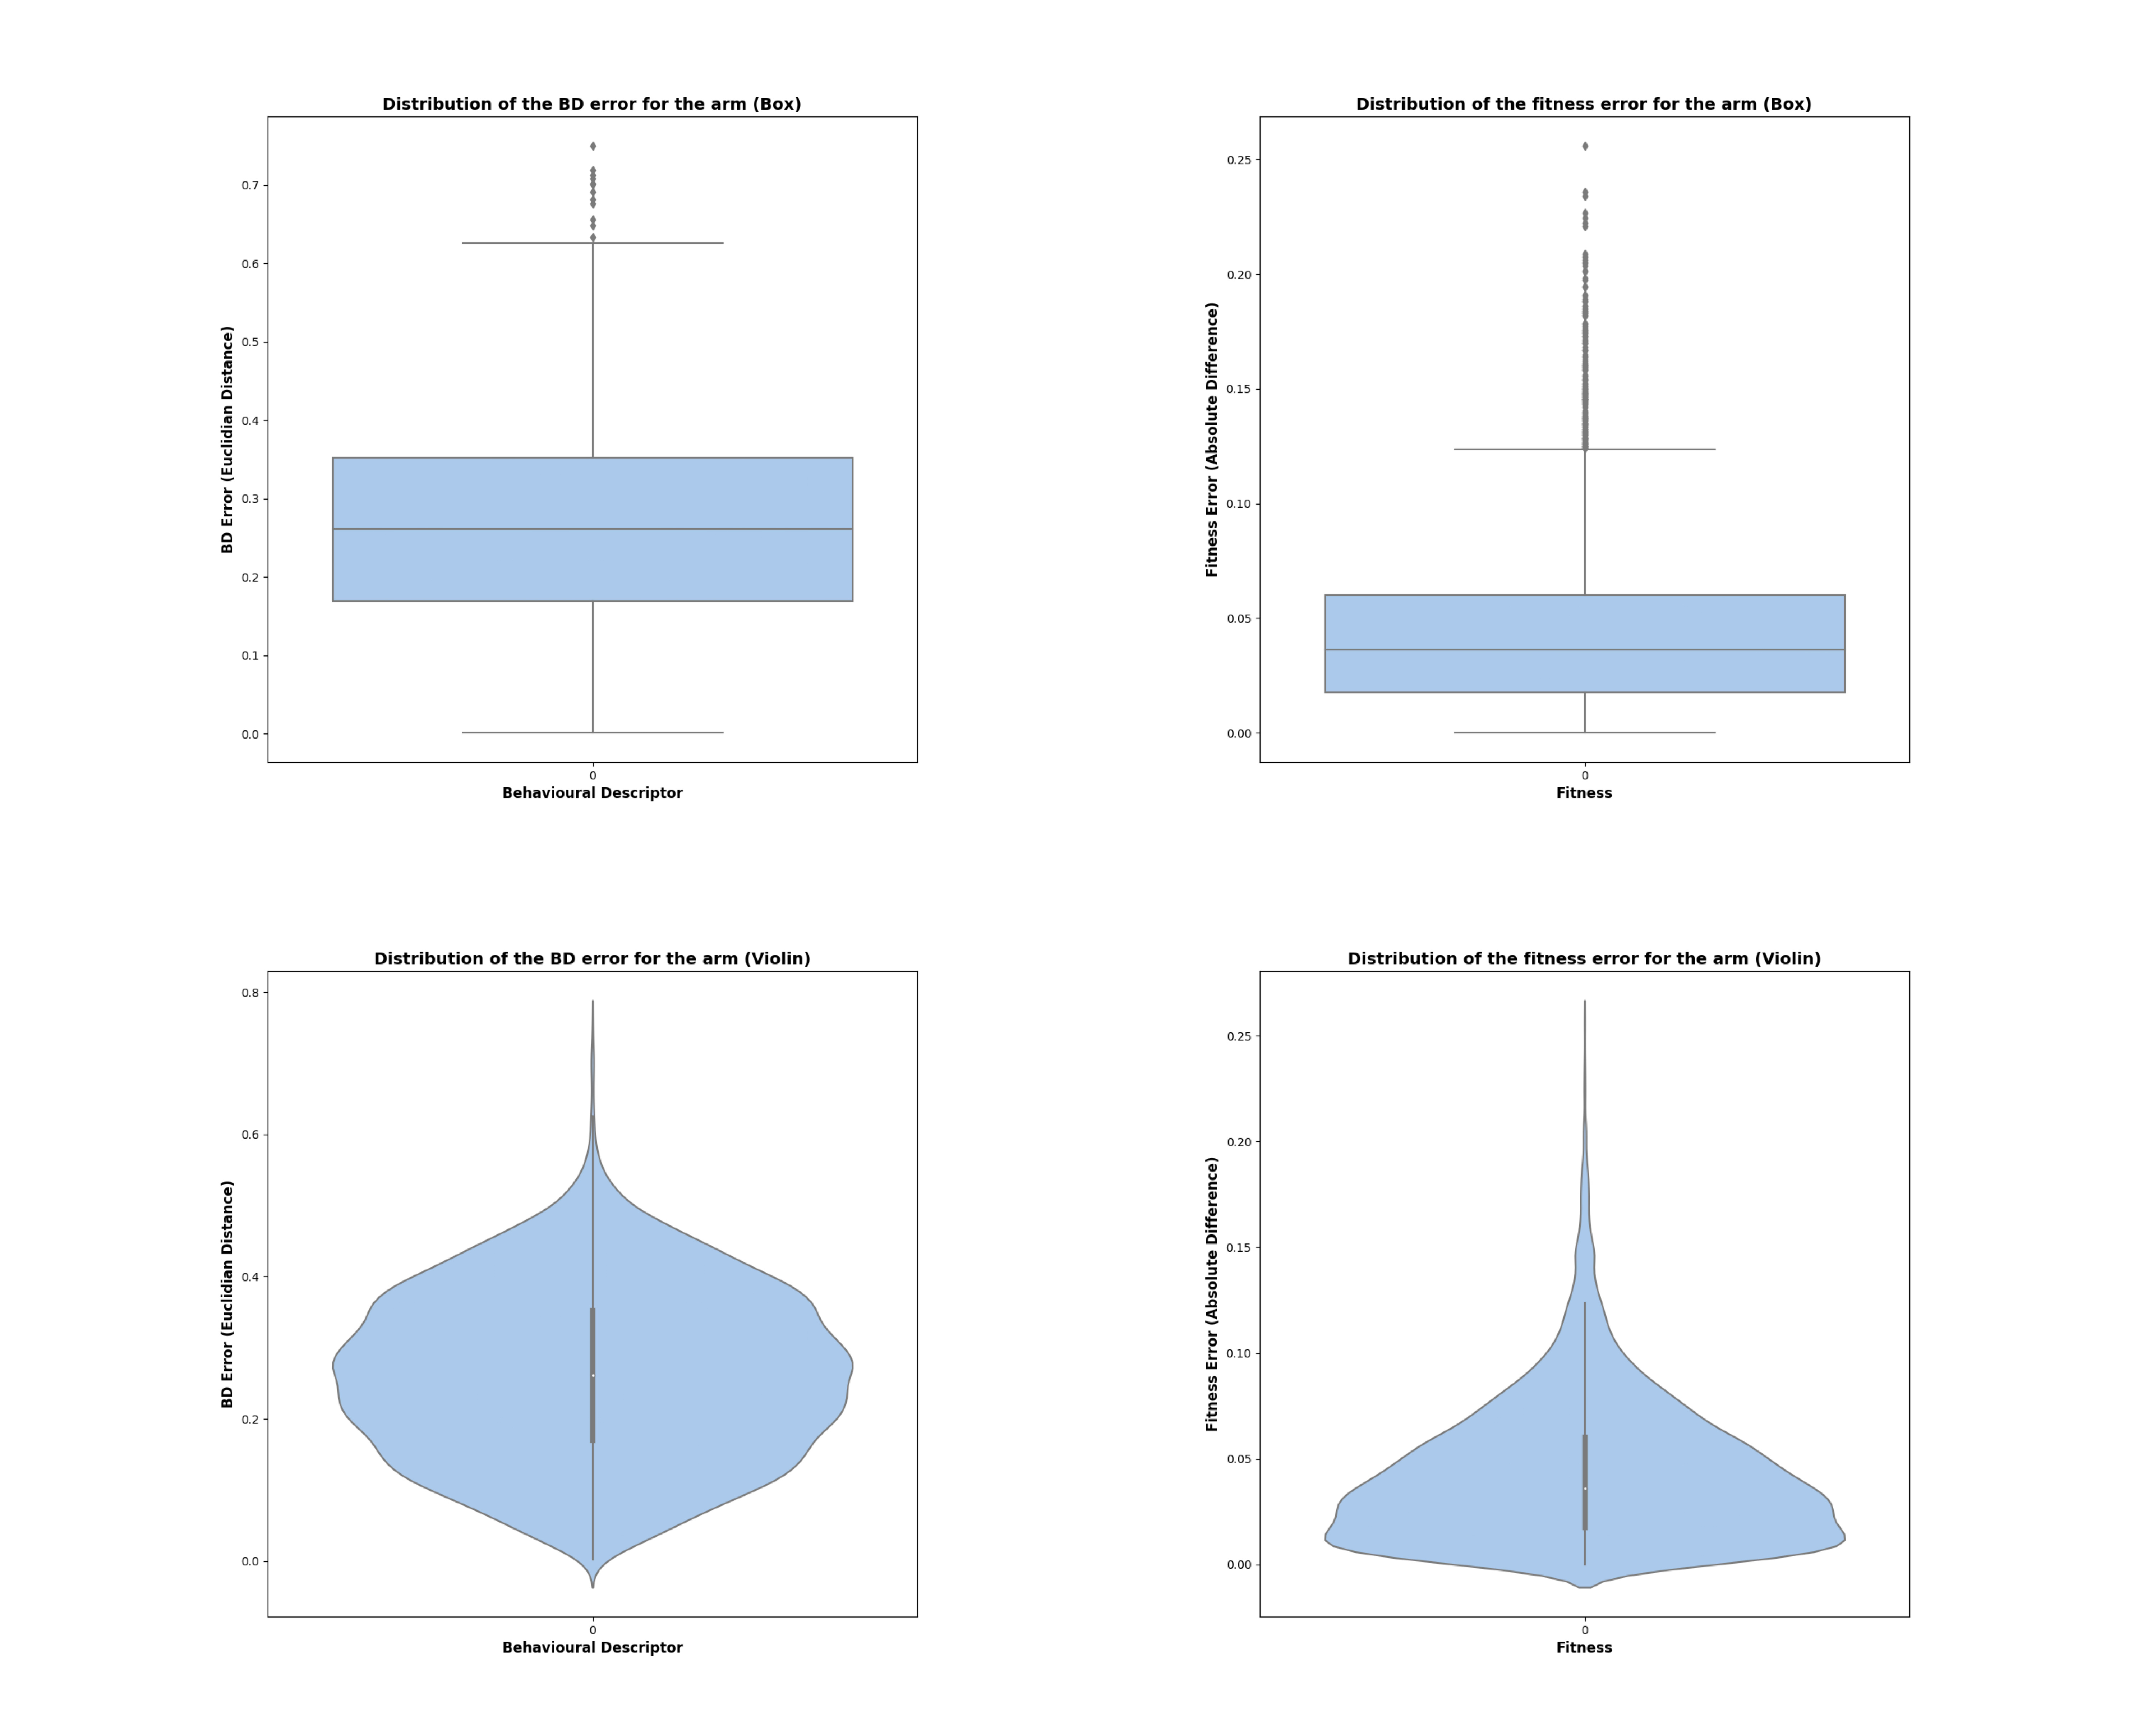 Distribution of the BD error for the arm (Box)
BD Error (Euclidian Distance)
0.7
0.6
0.5
0.4
0.3
0.2
0.1
0.0
0
Behavioural Descriptor
Distribution of the fitness error for the arm (Box)
Fitness Error (Absolute Difference)
0.25
0.20
0.15
0.10
0.05
0.00
0
Fitness
Distribution of the BD error for the arm (Violin)
BD Error (Euclidian Distance)
0.8
0.6
0.4
0.2
0.0
0
Behavioural Descriptor
Distribution of the fitness error for the arm (Violin)
Fitness Error (Absolute Difference)
0.25
0.20
0.15
0.10
0.05
0.00
0
Fitness